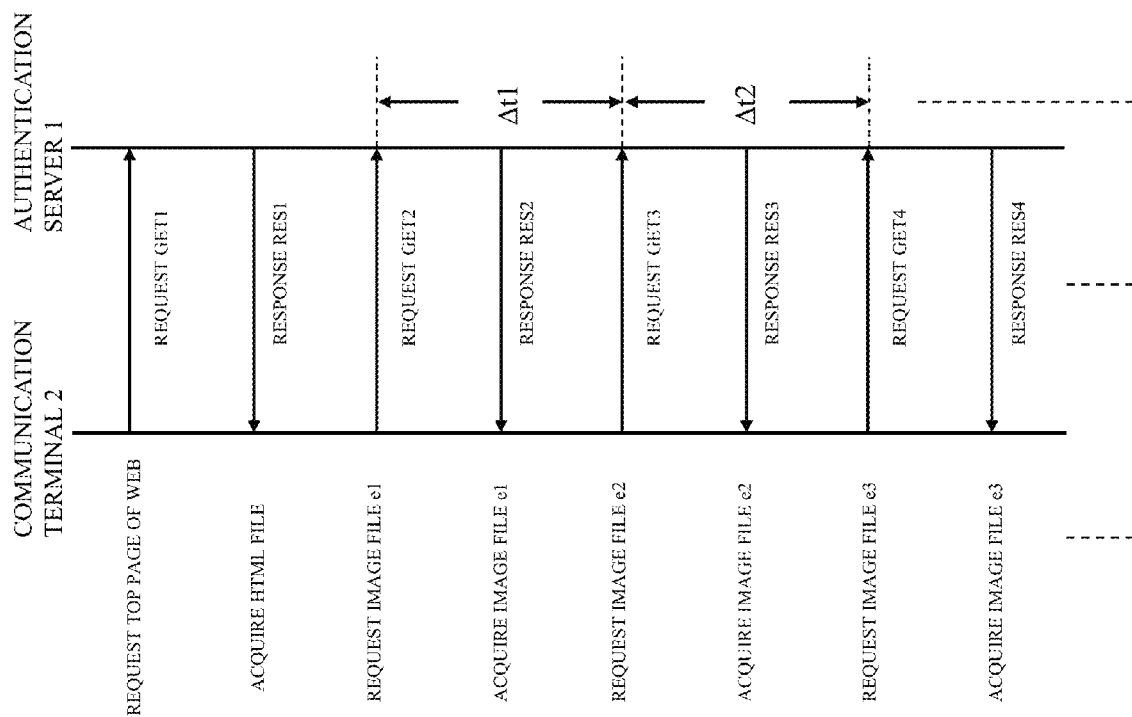 COMMUNICATION
TERMINAL 2
AUTHENTICATION
SERVER 1
REQUEST TOP PAGE OF WEB
REQUEST GET1
ACQUIRE HTML FILE
RESPONSE RES1
REQUEST IMAGE FILE e1
REQUEST GET2
ACQUIRE IMAGE FILE e1
RESPONSE RES2
Δt1
REQUEST IMAGE FILE e2
REQUEST GET3
ACQUIRE IMAGE FILE e2
RESPONSE RES3
Δt2
REQUEST IMAGE FILE e3
REQUEST GET4
ACQUIRE IMAGE FILE e3
RESPONSE RES4